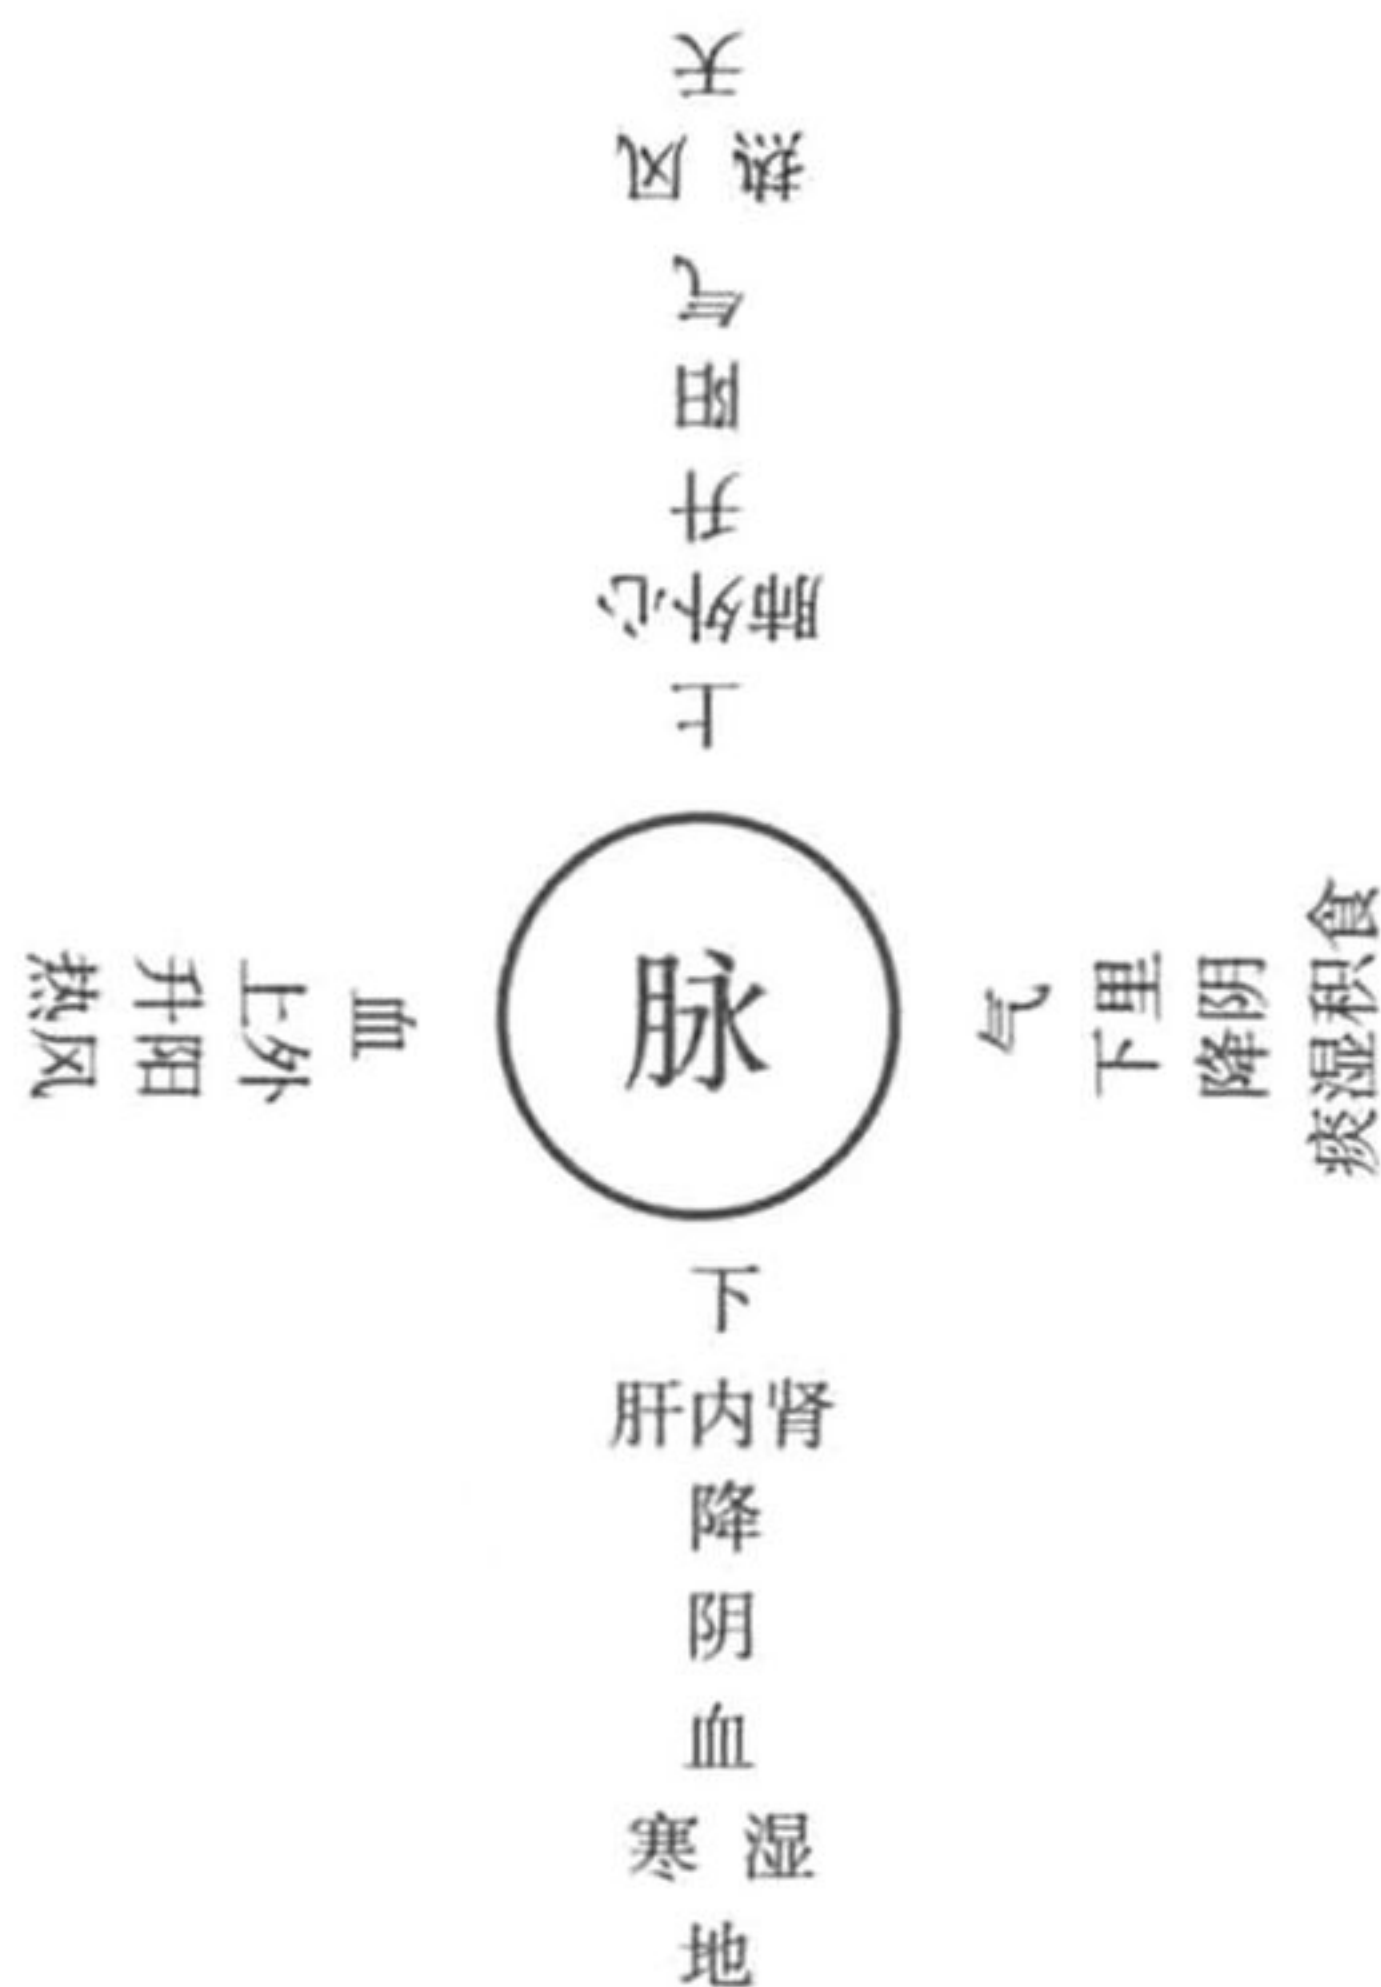 上
肺外心
升
阳
气
热 风
天
血
上外
升阳
热风
脉
气
下里
降阴
痰湿积食
下
肝内肾
降
阴
血
寒 湿
地